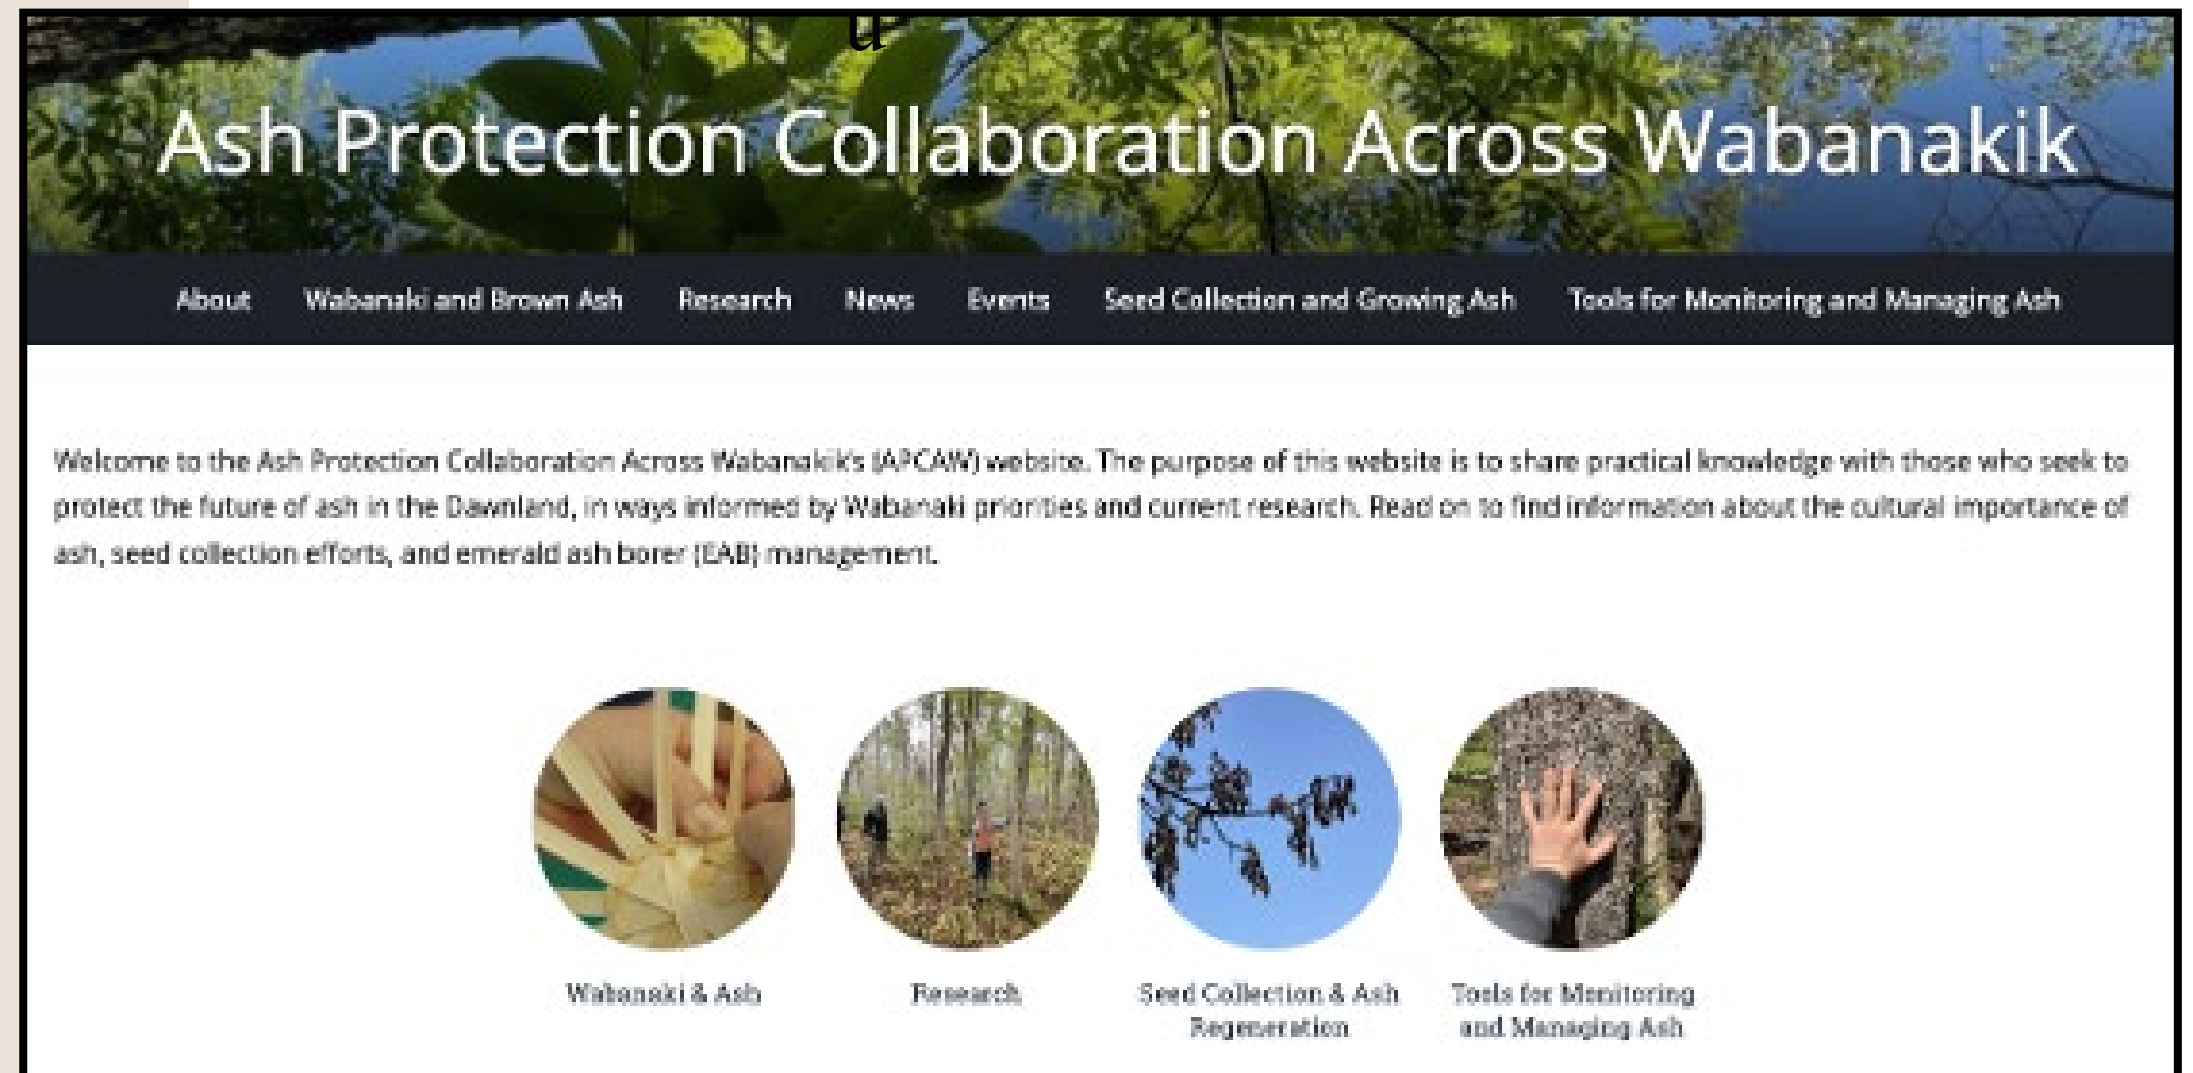 u
Ash Protection Collaboration Across Wabanakik
About Wabanaki and Brown Ash Research News Events Seed Collection and Growing Ash Tools for Monitoring and Managing Ash
Welcome to the Ash Protection Collaboration Across Wabanakik's (APCAW) website. The purpose of this website is to share practical knowledge with those who seek to
protect the future of ash in the Dawnland, in ways informed by Wabanaki priorities and current research. Read on to find information about the cultural importance of
ash, seed collection efforts, and emerald ash borer (EAB) management.
Wabanaki & Ash
Research
Seed Collection & Ash
Regeneration
Tools for Monitoring
and Managing Ash